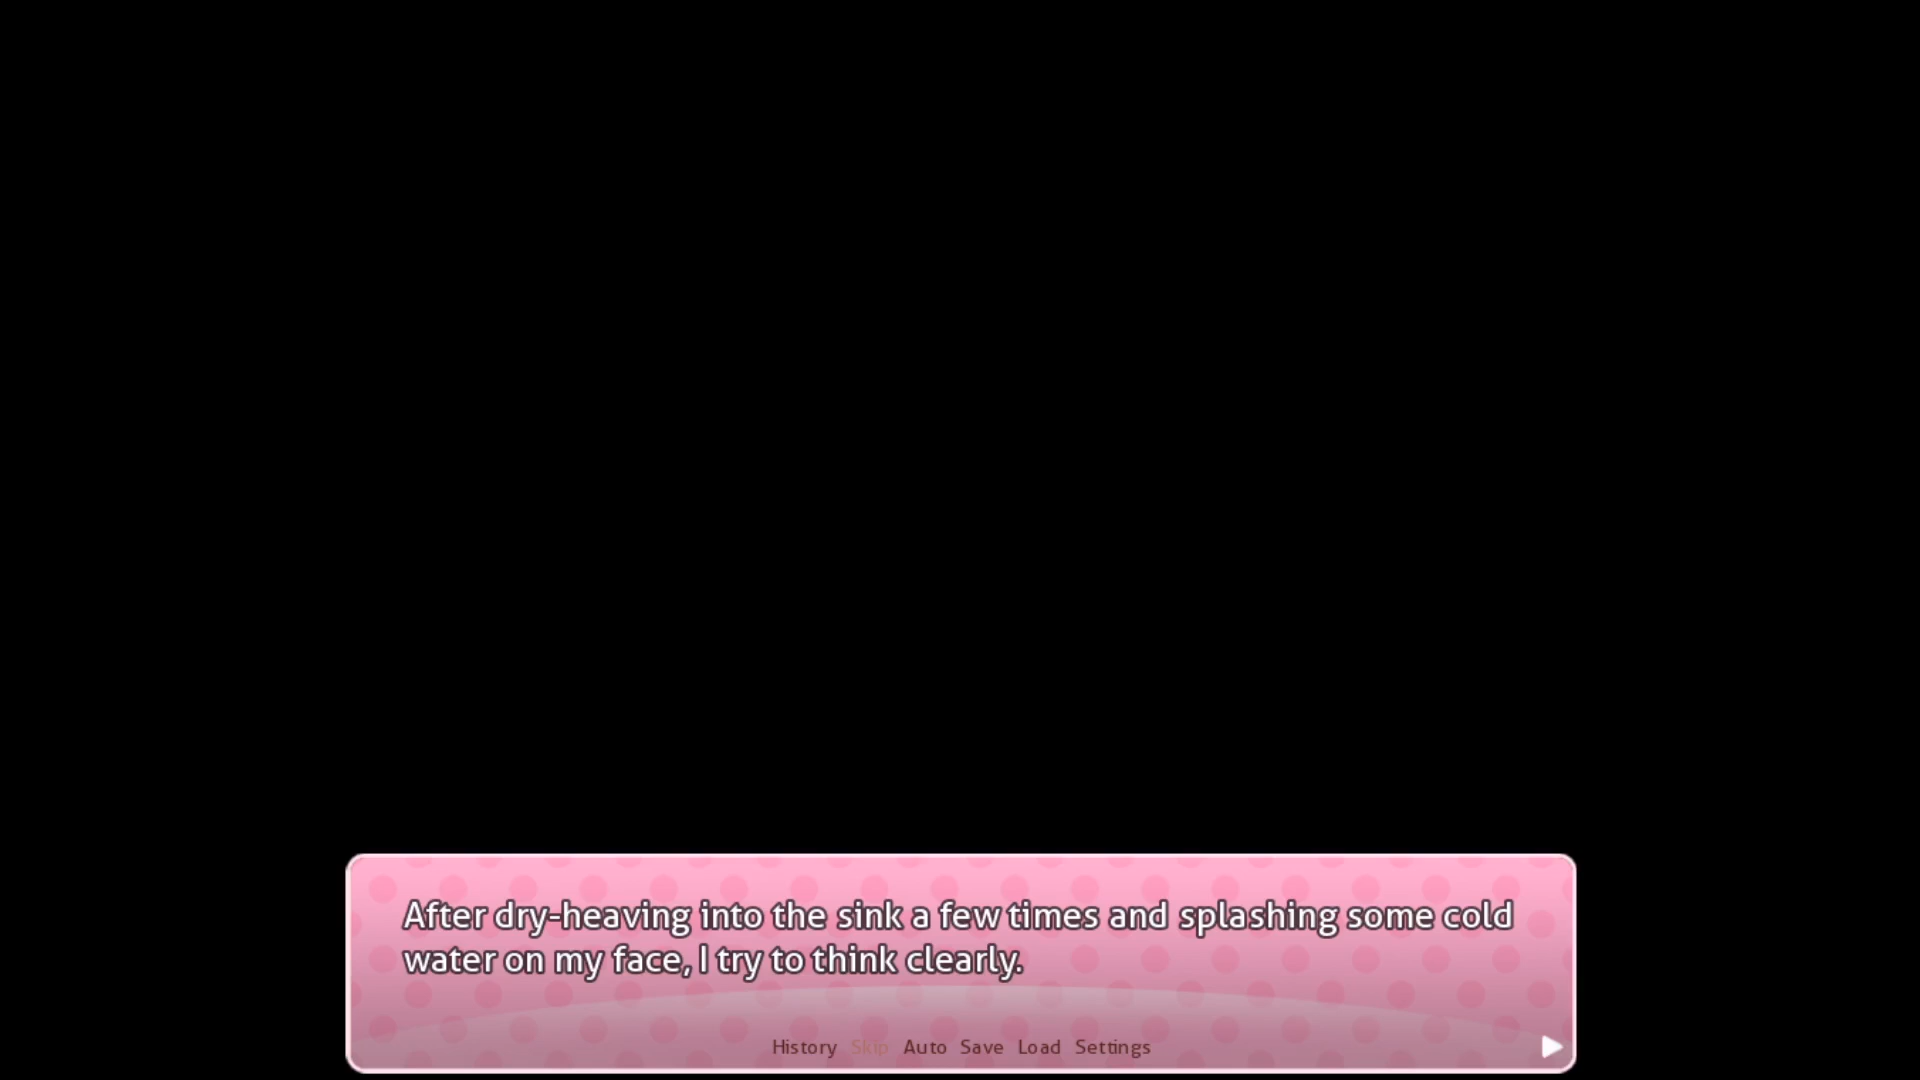 After dry-heaving into the sink a few times and splashing some cold
water on my face, I try to think clearly.
History Skip Auto Save Load Settings